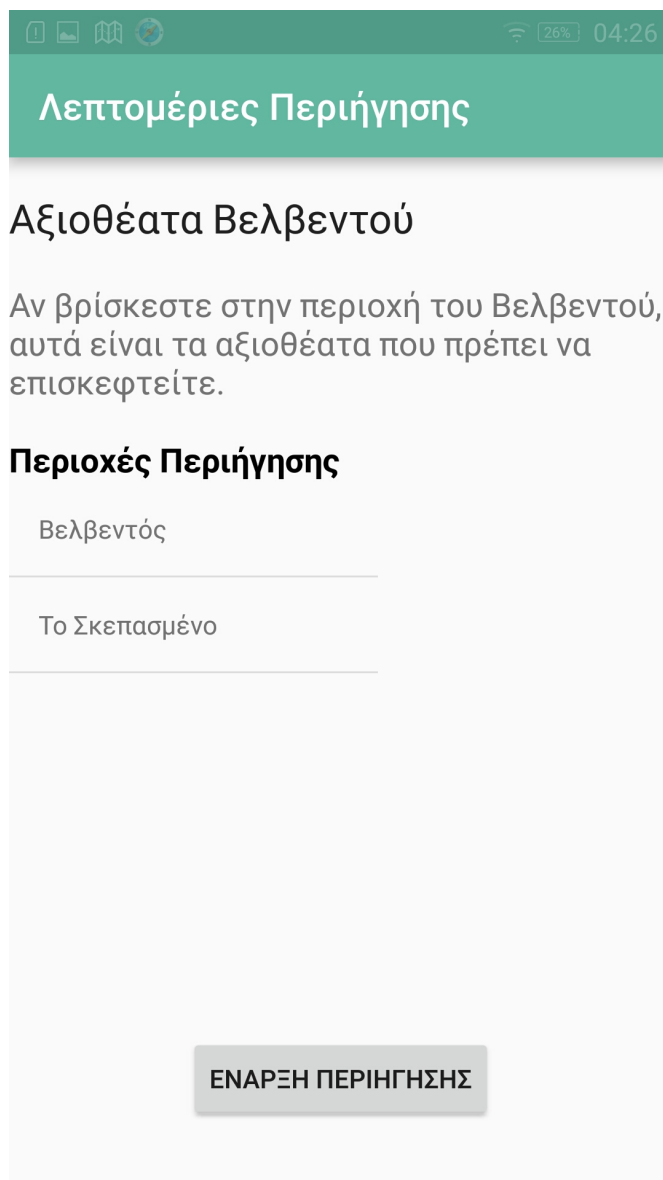 26% 04:26
Λεπτομέριες Περιήγησης
Αξιοθέατα Βελβεντού
Αν βρίσκεστε στην περιοχή του Βελβεντού,
αυτά είναι τα αξιοθέατα που πρέπει να
επισκεφτείτε.
Περιοχές Περιήγησης
Βελβεντός
Το Σκεπασμένο
ΕΝΑΡΞΗ ΠΕΡΙΗΓΗΣΗΣ